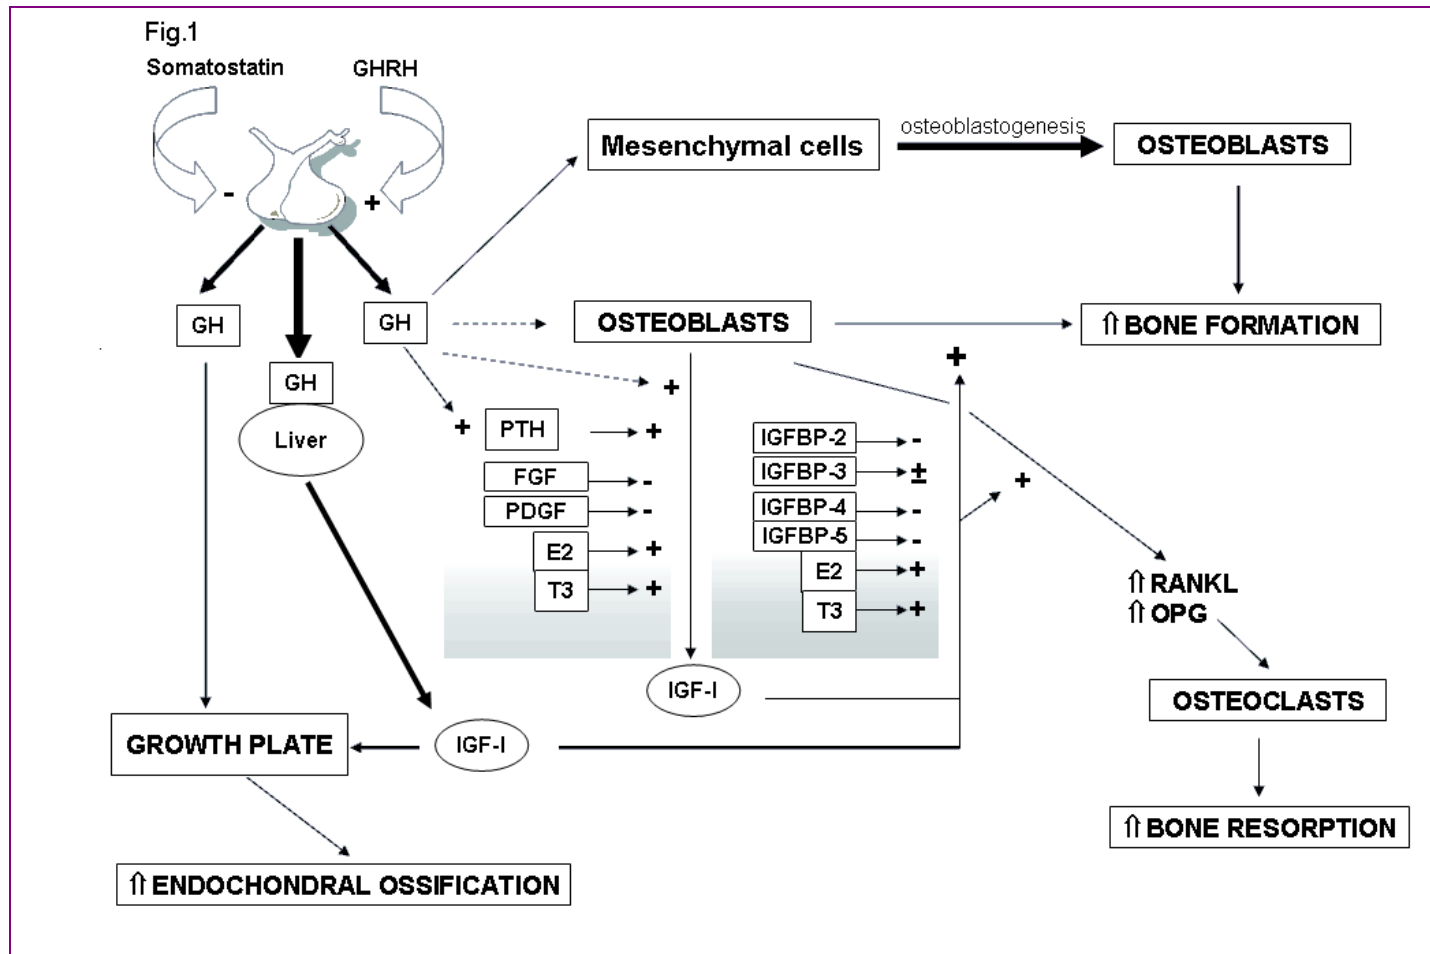 Fig.1
Somatostatin
GHRH
-
+
Mesenchymal cells
osteoblastogenesis
OSTEOBLASTS
GH
GH
GH
Liver
OSTEOBLASTS
⇑ BONE FORMATION
+
+
+
PTH
+
FGF
-
PDGF
-
E2
+
T3
+
IGFBP-2
-
IGFBP-3
±
IGFBP-4
-
IGFBP-5
-
E2
+
T3
+
+
⇑ RANKL
⇑ OPG
IGF-I
OSTEOCLASTS
GROWTH PLATE
IGF-I
⇑ BONE RESORPTION
⇑ ENDOCHONDRAL OSSIFICATION